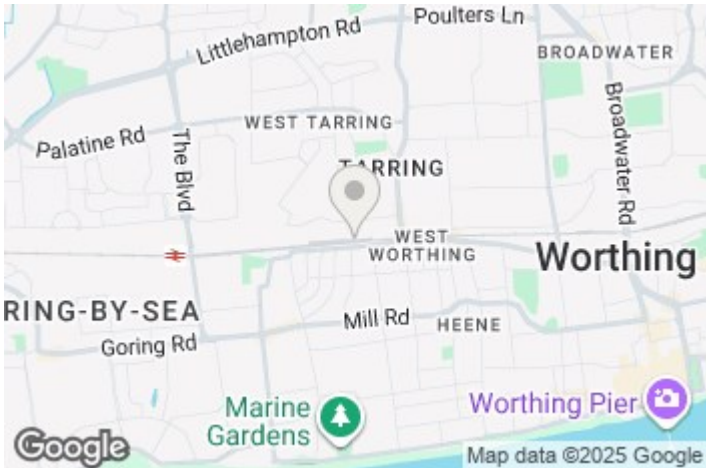 Poulters Ln
Littlehampton Rd
BROADWATER
Palatine Rd
The Blvd
WEST TARRING
Broadwater Rd
TARRING
WEST
WORTHING
Worthing
RING-BY-SEA
Goring Rd
Mill Rd
HEENE
Marine
Gardens
Worthing Pier
Google
Map data ©2025 Google